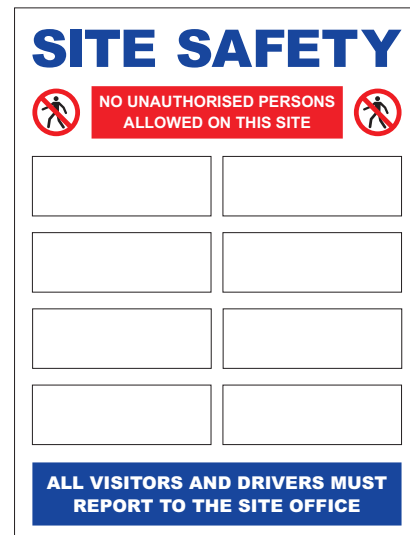 SITE SAFETY
NO UNAUTHORISED PERSONS
ALLOWED ON THIS SITE
ALL VISITORS AND DRIVERS MUST
REPORT TO THE SITE OFFICE